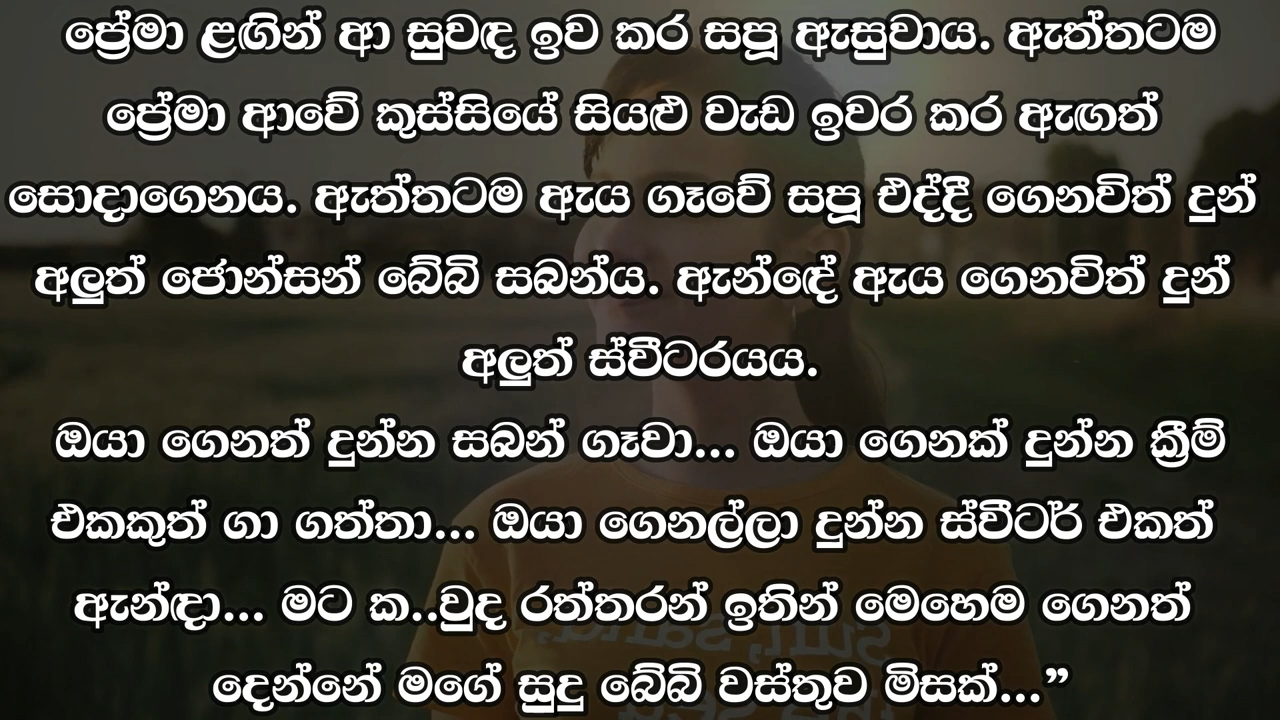 ප්‍රේමා ළඟින් ආ සුවඳ ඉව කර සපූ ඇසුවාය. ඇත්තටම
ප්‍රේමා ආවේ කුස්සියේ සියළු වැඩ ඉවර කර ඇඟත්
සොදාගෙනය. ඇත්තටම ඇය ගෑවේ සපූ එද්දී ගෙනවිත් දුන්
අලුත් ජොන්සන් බේබි සබන්ය. ඇන්දේ ඇය ගෙනවිත් දුන්
අලුත් ස්වීටරයය.
ඔයා ගෙනත් දුන්න සබන් ගෑවා... ඔයා ගෙනක් දුන්න ක්‍රීම්
එකකුත් ගා ගත්තා... ඔයා ගෙනල්ලා දුන්න ස්වීටර් එකත්
ඇන්දා... මට ක..වුද රත්තරන් ඉතින් මෙහෙම ගෙනත්
දෙන්නේ මගේ සුදු බේබි වස්තුව මිසක්...”